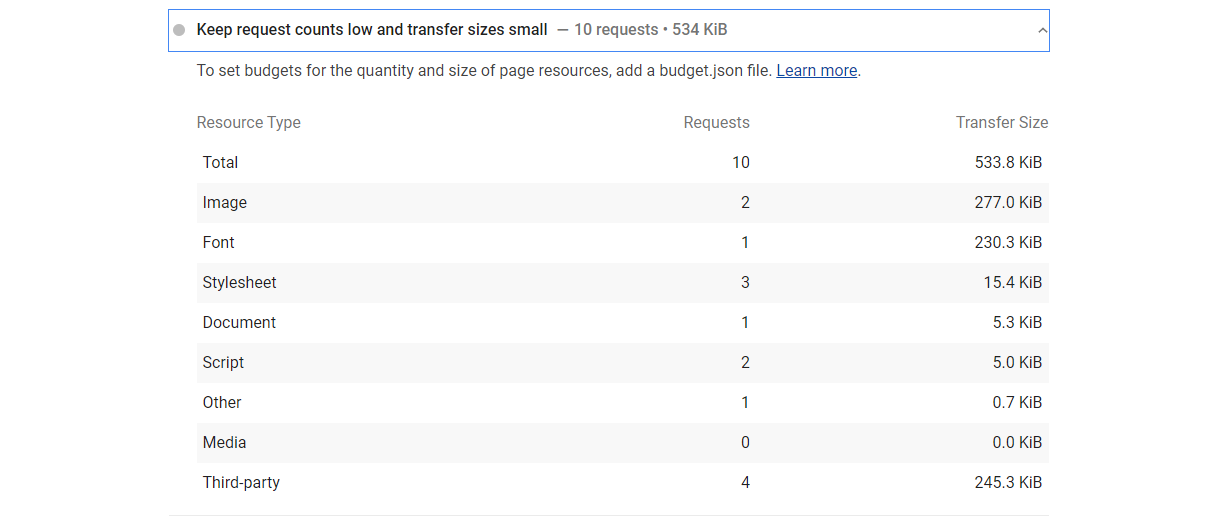 Keep request counts low and transfer sizes small — 10 requests • 534 KiB
To set budgets for the quantity and size of page resources, add a budget.json file. Learn more.
Resource Type Requests Transfer Size
Total 10 533.8 KiB
Image 2 277.0 KiB
Font 1 230.3 KiB
Stylesheet 3 15.4 KiB
Document 1 5.3 KiB
Script 2 5.0 KiB
Other 1 0.7 KiB
Media 0 0.0 KiB
Third-party 4 245.3 KiB